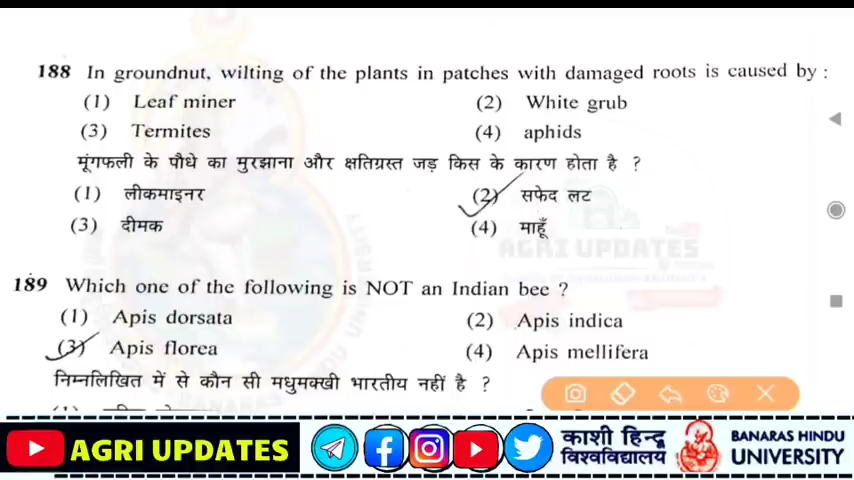 188 In groundnut, wilting of the plants in patches with damaged roots is caused by :
(1) Leaf miner (2) White grub
(3) Termites (4) aphids
मूंगफली के पौधे का मुरझाना और क्षतिग्रस्त जड़ किस के कारण होता है ?
(1) लीकमाइनर (2) सफेद लट
(3) दीमक (4) माहूँ
AGRI UPDATES
189 Which one of the following is NOT an Indian bee ?
(1) Apis dorsata (2) Apis indica
(3) Apis florea (4) Apis mellifera
निम्नलिखित में से कौन सी मधुमक्खी भारतीय नहीं है ?
AGRI UPDATES
काशी हिन्दू विश्वविद्यालय
BANARAS HINDU UNIVERSITY